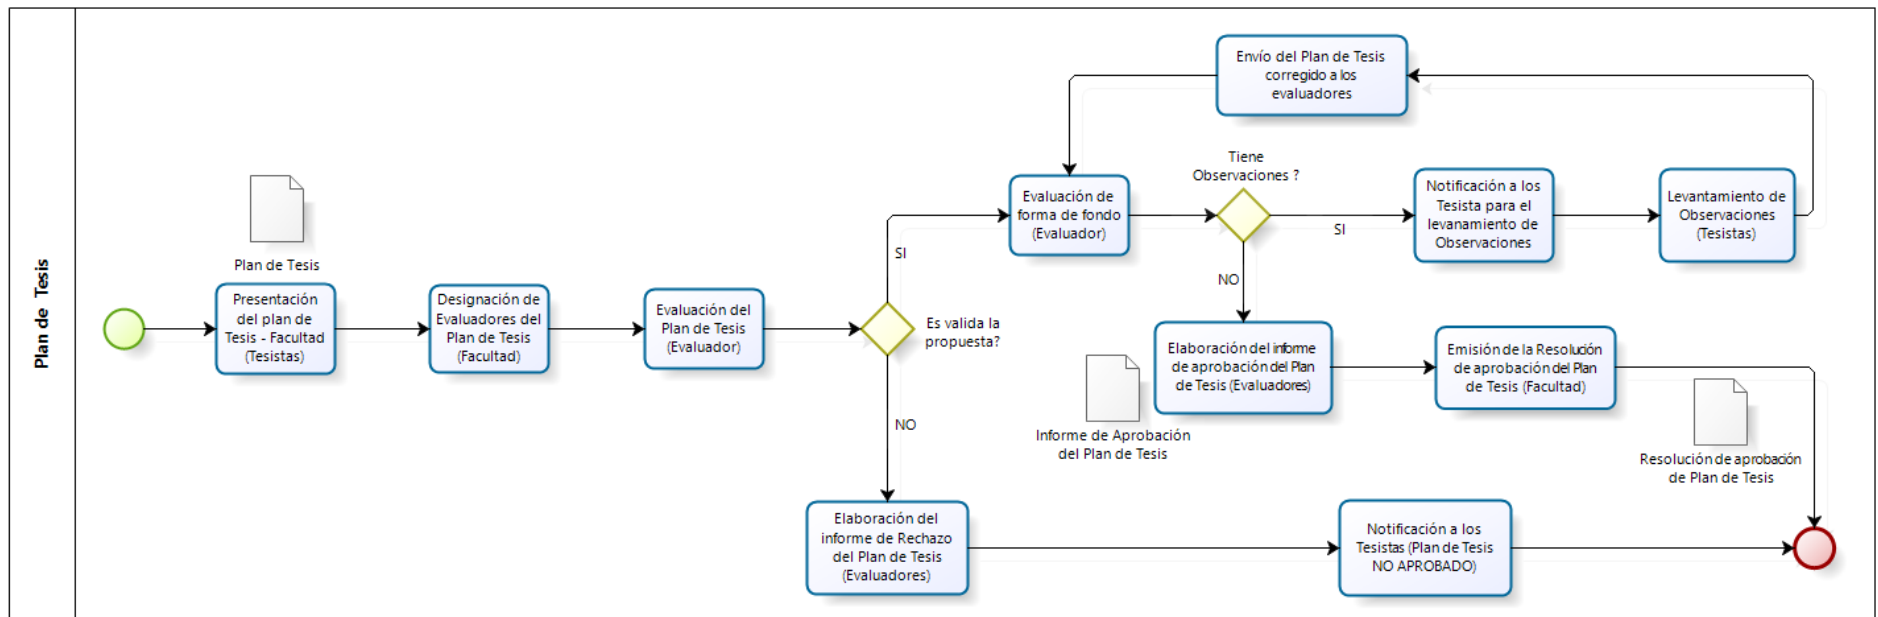 Plan de Tesis
Plan de Tesis
Presentación
del plan de
Tesis - Facultad
(Tesistas)
Designación de
Evaluadores del
Plan de Tesis
(Facultad)
Evaluación del
Plan de Tesis
(Evaluador)
Es valida la
propuesta?
SI
NO
Evaluación de
forma de fondo
(Evaluador)
Tiene
Observaciones ?
SI
NO
Notificación a los
Tesista para el
levanamiento de
Observaciones
Levantamiento de
Observaciones
(Tesistas)
Envío del Plan de Tesis
corregido a los
evaluadores
Elaboración del informe
de aprobación del Plan
de Tesis (Evaluadores)
Informe de Aprobación
del Plan de Tesis
Emisión de la Resolución
de aprobación del Plan
de Tesis (Facultad)
Resolución de aprobación
de Plan de Tesis
Elaboración del
informe de Rechazo
del Plan de Tesis
(Evaluadores)
Notificación a los
Tesistas (Plan de Tesis
NO APROBADO)